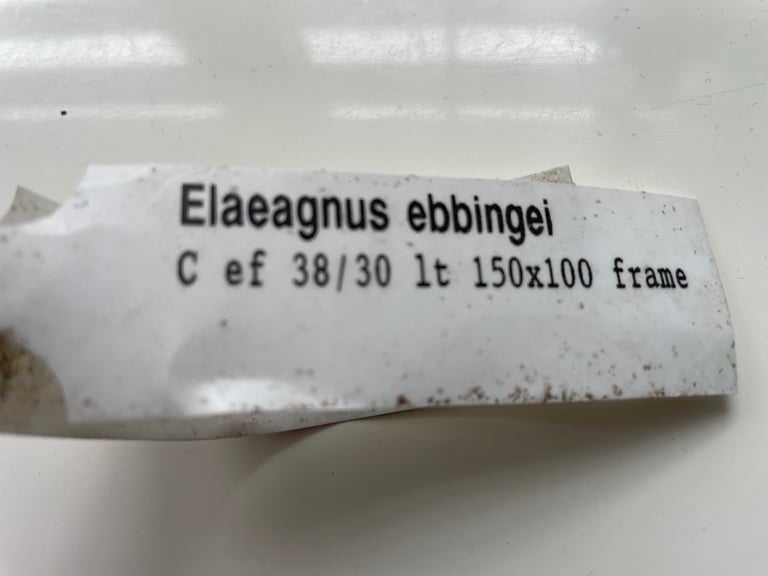 Elaeagnus ebbingei
C ef 38/30 lt 150x100 frame